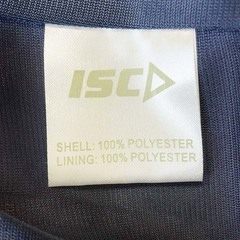 ISC
SHELL: 100% POLYESTER
LINING: 100% POLYESTER